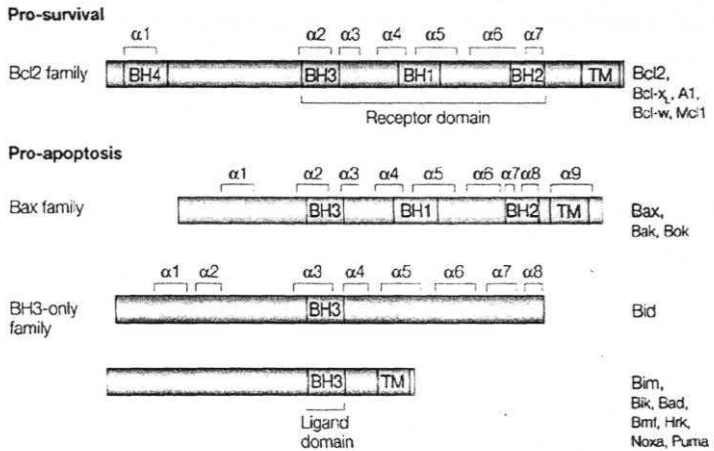 Pro-survival
α1 α2 α3 α4 α5 α6 α7
Bcl2 family BH4 BH3 BH1 BH2 TM Bcl2,
Bcl-xL, A1,
Bcl-w, Mcl1
Receptor domain
Pro-apoptosis
α1 α2 α3 α4 α5 α6 α7 α8 α9
Bax family BH3 BH1 BH2 TM Bax,
Bak, Bok
α1 α2 α3 α4 α5 α6 α7 α8
BH3-only
family
BH3 Bid
BH3 TM Bim,
Bik, Bad,
Bmf, Hrk,
Noxa, Puma
Ligand
domain